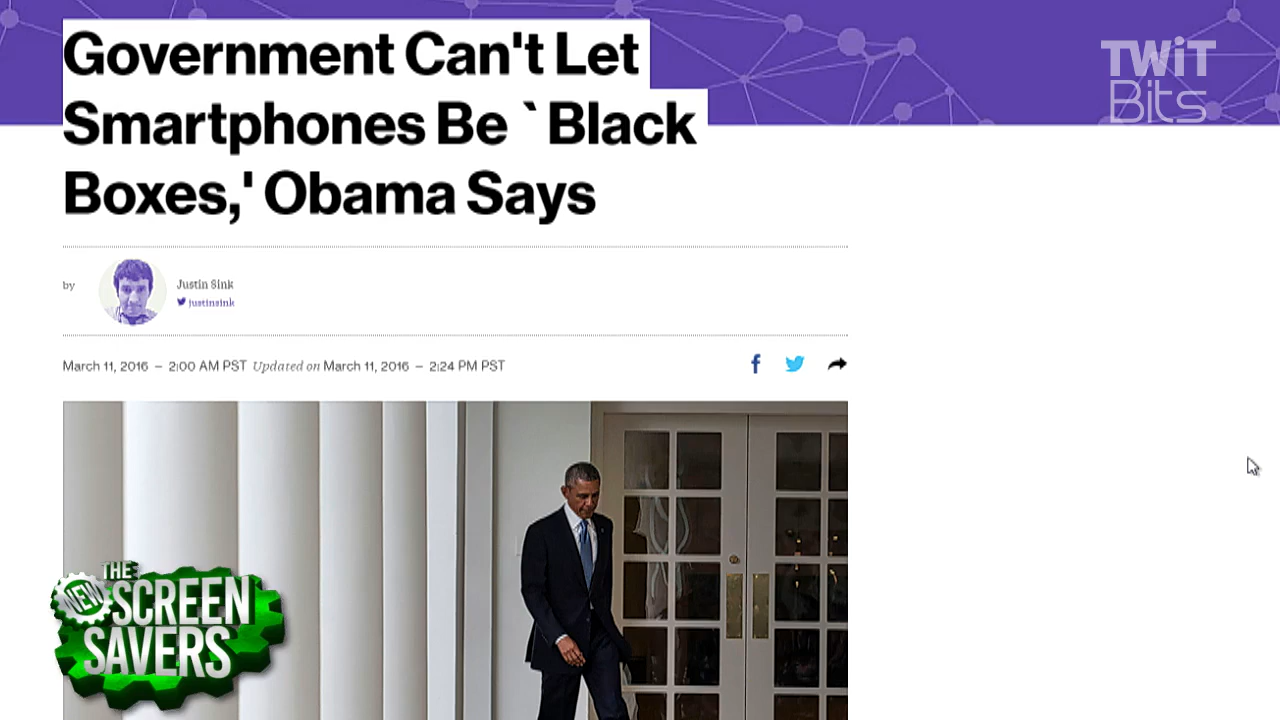 Government Can't Let
Smartphones Be `Black
Boxes,' Obama Says
TWiT
Bits
by
Justin Sink
justinsink
March 11, 2016 – 2:00 AM PST Updated on March 11, 2016 – 2:24 PM PST
THE
NEW
SCREEN
SAVERS